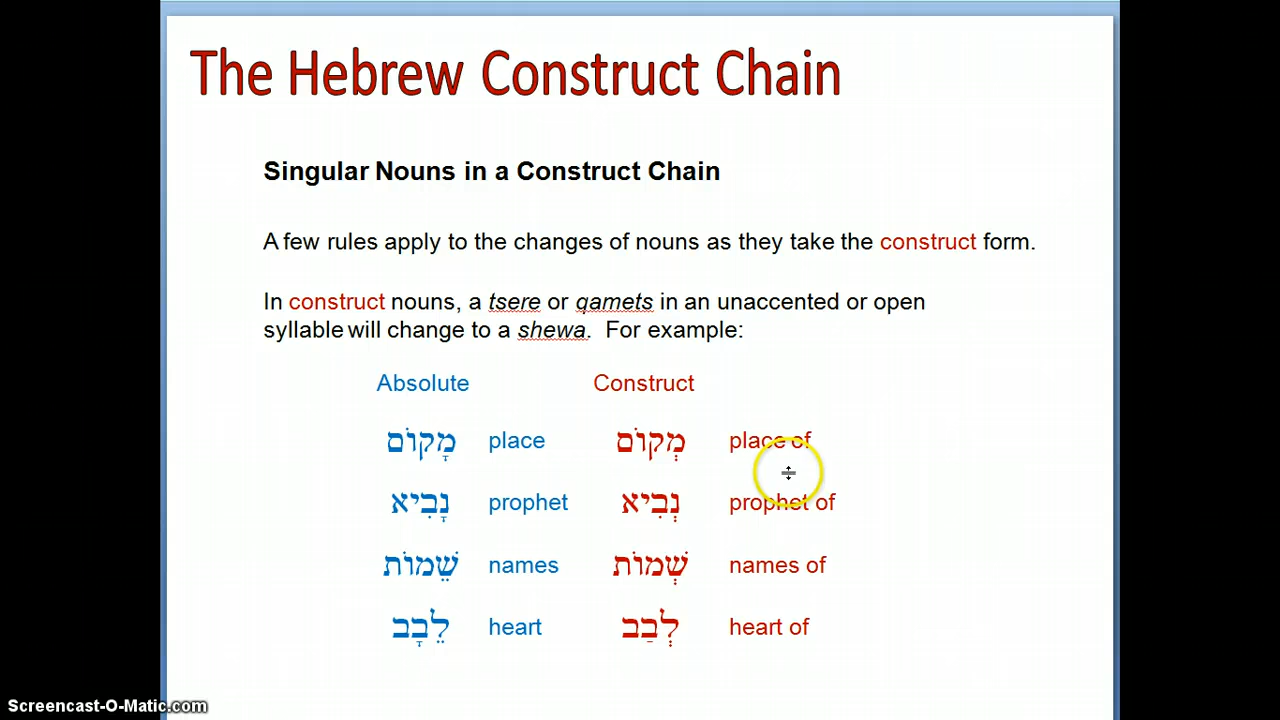 The Hebrew Construct Chain
Singular Nouns in a Construct Chain
A few rules apply to the changes of nouns as they take the construct form.
In construct nouns, a tsere or qamets in an unaccented or open
syllable will change to a shewa. For example:
Absolute Construct
מָקוֹם place מְקוֹם place of
נָבִיא prophet נְבִיא prophet of
שֵׁמוֹת names שְׁמוֹת names of
לֵבָב heart לְבַב heart of
Screencast-O-Matic.com